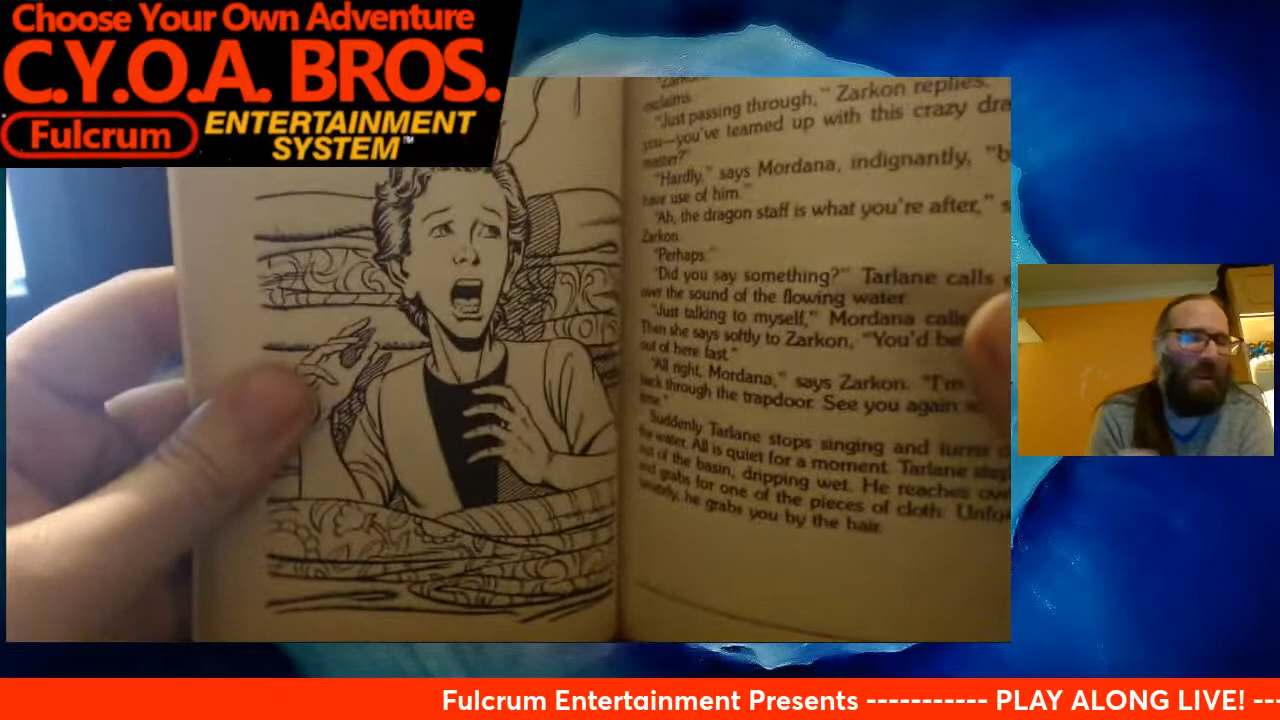 Choose Your Own Adventure
C.Y.O.A. BROS.
Fulcrum
ENTERTAINMENT
SYSTEM™
exclaims.
"Just passing through," Zarkon replies.
you—you've teamed up with this crazy
master?"
"Hardly," says Mordana, indignantly,
have use of him."
"Ah, the dragon staff is what you're after,"
Zarkon.
"Perhaps."
"Did you say something?" Tarlane calls
over the sound of the flowing water.
"Just talking to myself," Mordana calls
Then she says softly to Zarkon, "You'd
out of here fast."
"All right, Mordana," says Zarkon. "I'm
back through the trapdoor. See you again
time."
Suddenly Tarlane stops singing and turns
the water. All is quiet for a moment. Tarlane
out of the basin, dripping wet. He reaches
and grabs for one of the pieces of cloth.
he grabs you by the hair.
Fulcrum Entertainment Presents ----------- PLAY ALONG LIVE! --